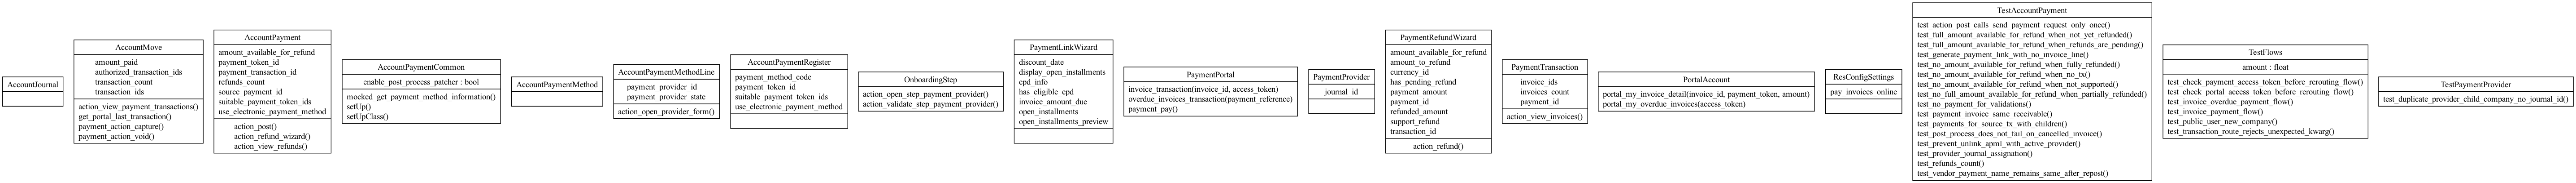 AccountJournal
AccountMove
amount_paid
authorized_transaction_ids
transaction_count
transaction_ids
action_view_payment_transactions()
get_portal_last_transaction()
payment_action_capture()
payment_action_void()
AccountPayment
amount_available_for_refund
payment_token_id
payment_transaction_id
refunds_count
source_payment_id
suitable_payment_token_ids
use_electronic_payment_method
action_post()
action_refund_wizard()
action_view_refunds()
AccountPaymentCommon
enable_post_process_patcher : bool
mocked_get_payment_method_information()
setUp()
setUpClass()
AccountPaymentMethod
AccountPaymentMethodLine
payment_provider_id
payment_provider_state
action_open_provider_form()
AccountPaymentRegister
payment_method_code
payment_token_id
suitable_payment_token_ids
use_electronic_payment_method
OnboardingStep
action_open_step_payment_provider()
action_validate_step_payment_provider()
PaymentLinkWizard
discount_date
display_open_installments
epd_info
has_eligible_epd
invoice_amount_due
open_installments
open_installments_preview
PaymentPortal
invoice_transaction(invoice_id, access_token)
overdue_invoices_transaction(payment_reference)
payment_pay()
PaymentProvider
journal_id
PaymentRefundWizard
amount_available_for_refund
amount_to_refund
currency_id
has_pending_refund
payment_amount
payment_id
refunded_amount
support_refund
transaction_id
action_refund()
PaymentTransaction
invoice_ids
invoices_count
payment_id
action_view_invoices()
PortalAccount
portal_my_invoice_detail(invoice_id, payment_token, amount)
portal_my_overdue_invoices(access_token)
ResConfigSettings
pay_invoices_online
TestAccountPayment
test_action_post_calls_send_payment_request_only_once()
test_full_amount_available_for_refund_when_not_yet_refunded()
test_full_amount_available_for_refund_when_refunds_are_pending()
test_generate_payment_link_with_no_invoice_line()
test_no_amount_available_for_refund_when_fully_refunded()
test_no_amount_available_for_refund_when_no_tx()
test_no_amount_available_for_refund_when_not_supported()
test_no_full_amount_available_for_refund_when_partially_refunded()
test_no_payment_for_validations()
test_payment_invoice_same_receivable()
test_payments_for_source_tx_with_children()
test_post_process_does_not_fail_on_cancelled_invoice()
test_prevent_unlink_apml_with_active_provider()
test_provider_journal_assignation()
test_refunds_count()
test_vendor_payment_name_remains_same_after_repost()
TestFlows
amount : float
test_check_payment_access_token_before_rerouting_flow()
test_check_portal_access_token_before_rerouting_flow()
test_invoice_overdue_payment_flow()
test_invoice_payment_flow()
test_public_user_new_company()
test_transaction_route_rejects_unexpected_kwarg()
TestPaymentProvider
test_duplicate_provider_child_company_no_journal_id()